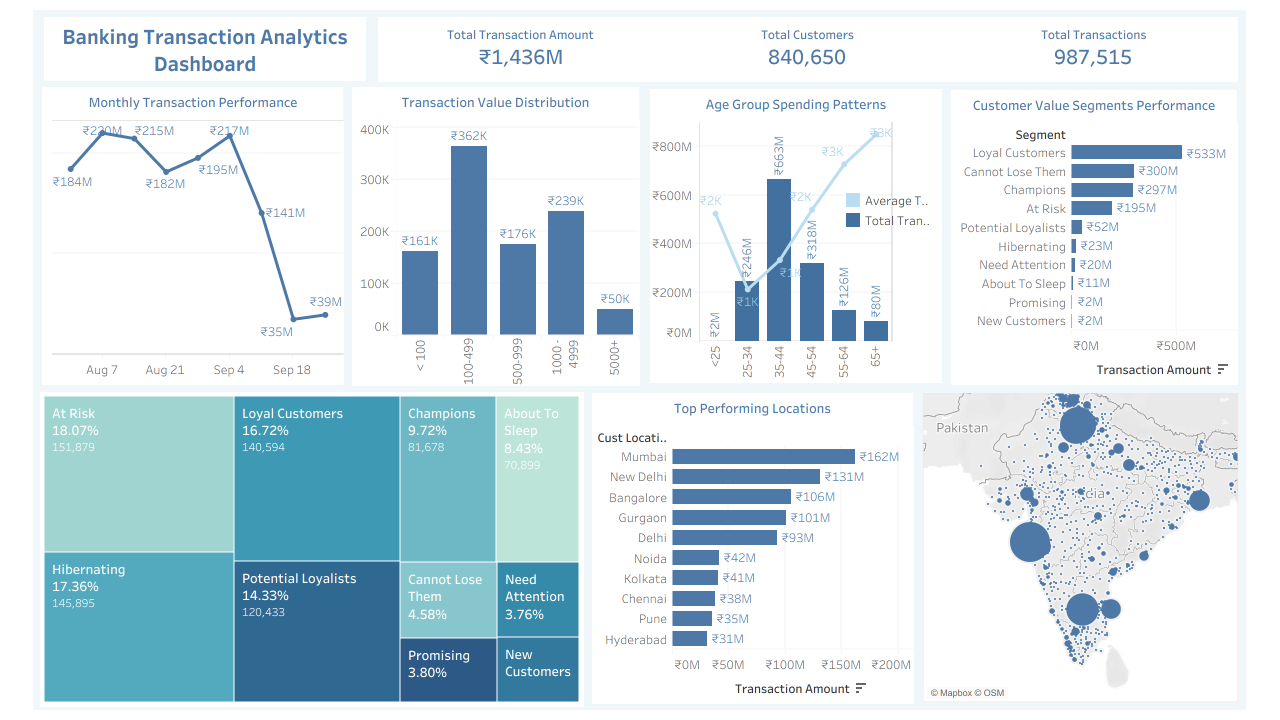 Banking Transaction Analytics
Dashboard
Total Transaction Amount
₹1,436M
Total Customers
840,650
Total Transactions
987,515
Monthly Transaction Performance
₹184M
₹220M
₹215M
₹182M
₹195M
₹217M
₹141M
₹35M
₹39M
Aug 7
Aug 21
Sep 4
Sep 18
Transaction Value Distribution
400K
300K
200K
100K
0K
₹161K
₹362K
₹176K
₹239K
₹50K
< 100
100-499
500-999
1000 -
4999
5000+
Age Group Spending Patterns
₹800M
₹600M
₹400M
₹200M
₹0M
₹2K
₹1K
₹1K
₹2K
₹3K
₹3K
₹2M
₹246M
₹663M
₹318M
₹126M
₹80M
Average T..
Total Tran..
<25
25-34
35-44
45-54
55-64
65+
Customer Value Segments Performance
Segment
Loyal Customers ₹533M
Cannot Lose Them ₹300M
Champions ₹297M
At Risk ₹195M
Potential Loyalists ₹52M
Hibernating ₹23M
Need Attention ₹20M
About To Sleep ₹11M
Promising ₹2M
New Customers ₹2M
₹0M ₹500M
Transaction Amount
At Risk
18.07%
151,879
Hibernating
17.36%
145,895
Loyal Customers
16.72%
140,594
Potential Loyalists
14.33%
120,433
Champions
9.72%
81,678
About To
Sleep
8.43%
70,899
Cannot Lose
Them
4.58%
Need
Attention
3.76%
Promising
3.80%
New
Customers
Top Performing Locations
Cust Locati..
Mumbai ₹162M
New Delhi ₹131M
Bangalore ₹106M
Gurgaon ₹101M
Delhi ₹93M
Noida ₹42M
Kolkata ₹41M
Chennai ₹38M
Pune ₹35M
Hyderabad ₹31M
₹0M ₹50M ₹100M ₹150M ₹200M
Transaction Amount
Pakistan
© Mapbox © OSM